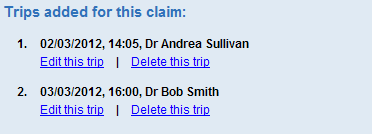 Trips added for this claim:
1. 02/03/2012, 14:05, Dr Andrea Sullivan
Edit this trip | Delete this trip
2. 03/03/2012, 16:00, Dr Bob Smith
Edit this trip | Delete this trip